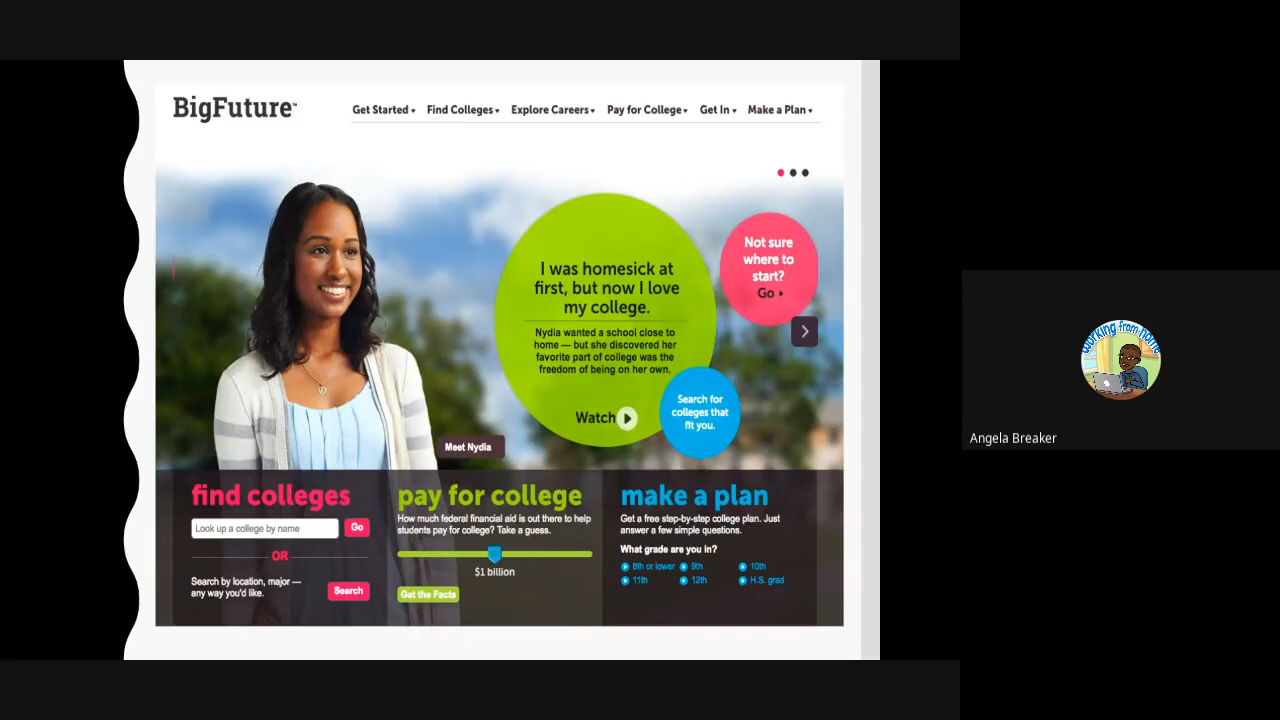 BigFuture™
Get Started Find Colleges Explore Careers Pay for College Get In Make a Plan
I was homesick at
first, but now I love
my college.
Nydia wanted a school close to
home — but she discovered her
favorite part of college was the
freedom of being on her own.
Watch
Not sure
where to
start?
Go
Search for
colleges that
fit you.
Meet Nydia
find colleges
Look up a college by name Go
OR
Search by location, major —
any way you'd like.
Search
pay for college
How much federal financial aid is out there to help
students pay for college? Take a guess.
$1 billion
Get the Facts
make a plan
Get a free step-by-step college plan. Just
answer a few simple questions.
What grade are you in?
8th or lower 9th 10th
11th 12th H.S. grad
working from home
Angela Breaker